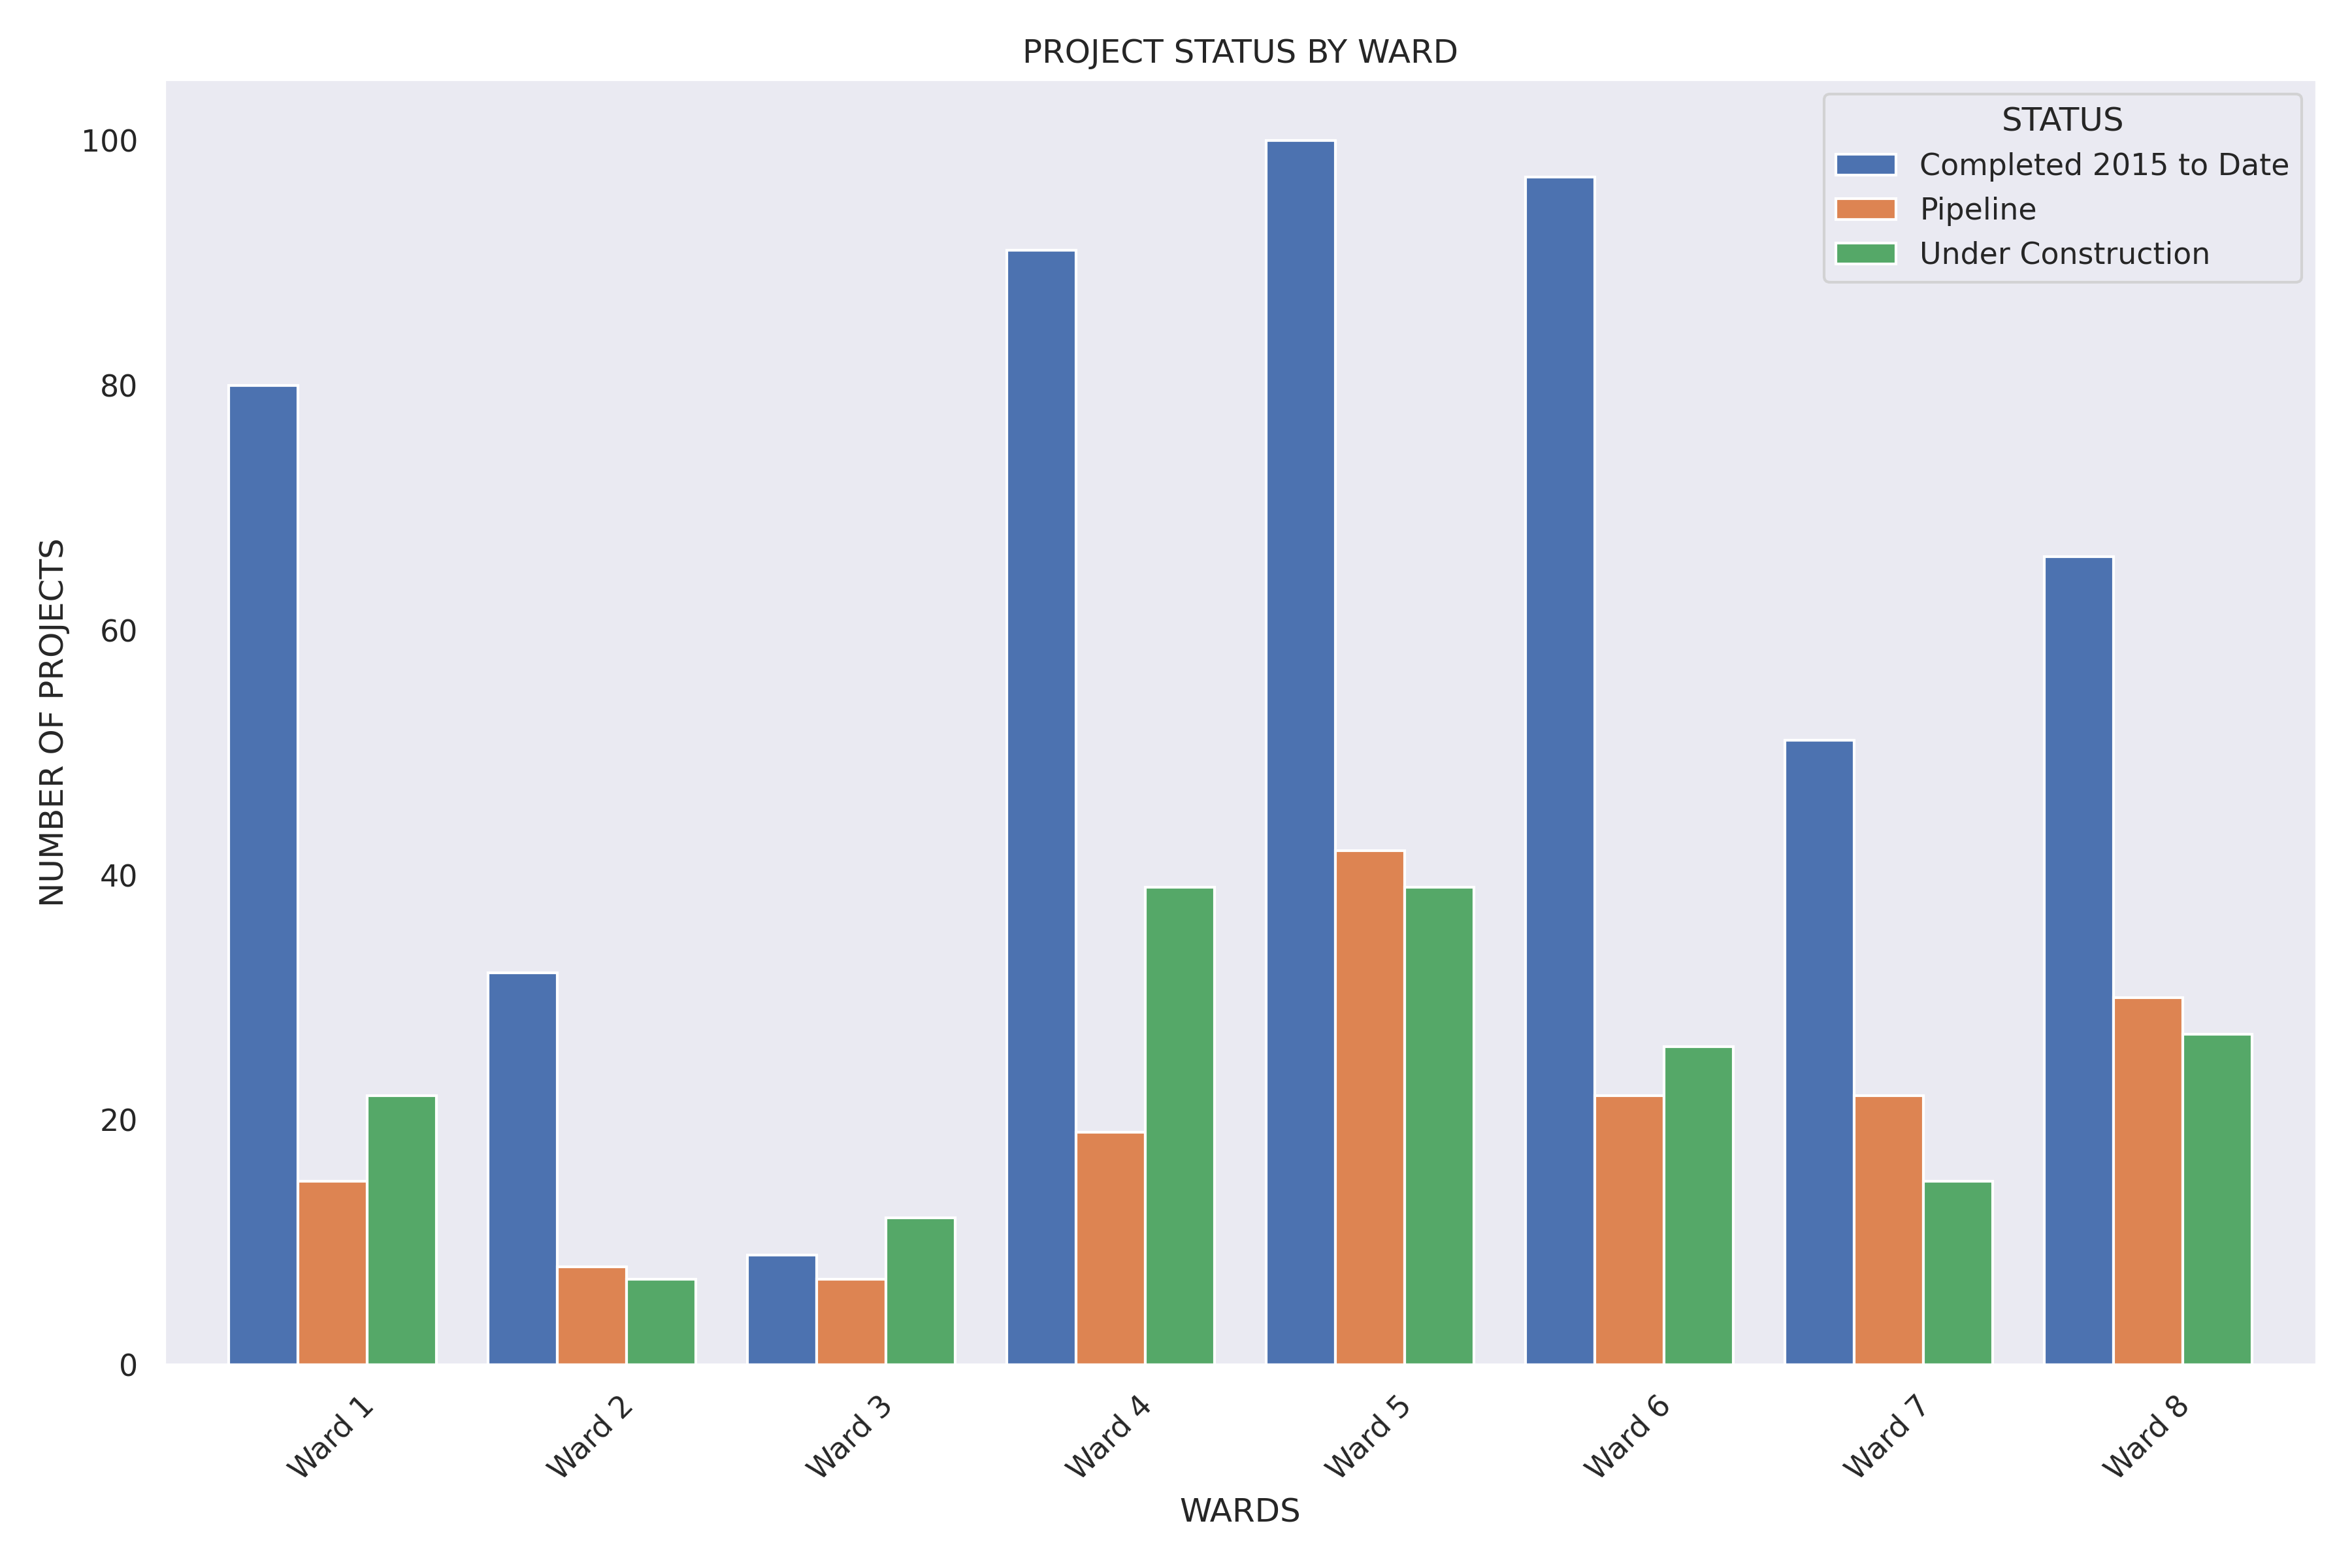 PROJECT STATUS BY WARD
STATUS
Completed 2015 to Date
Pipeline
Under Construction
NUMBER OF PROJECTS
100
80
60
40
20
0
Ward 1
Ward 2
Ward 3
Ward 4
Ward 5
Ward 6
Ward 7
Ward 8
WARDS